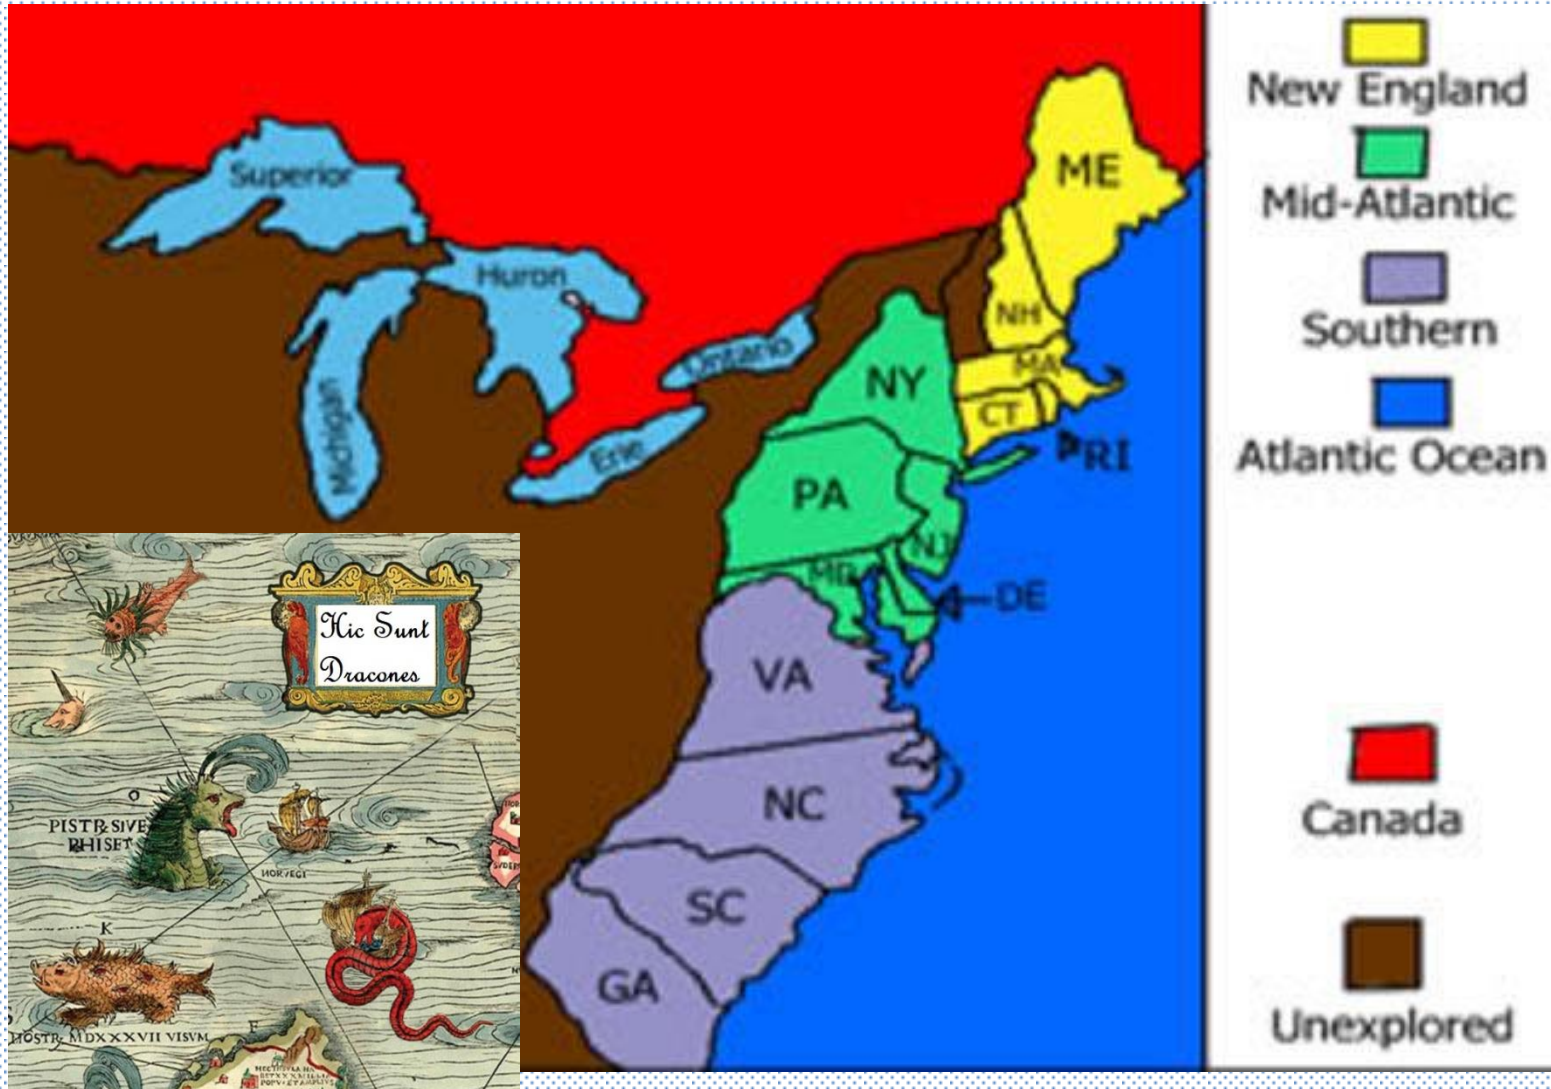 New England
Mid-Atlantic
Southern
Atlantic Ocean
Canada
Unexplored
Superior
Huron
Michigan
Ontario
Erie
ME
NH
MA
CT
RI
NY
PA
NJ
MD
DE
VA
NC
SC
GA
Hic Sunt
Dracones
O
PISTR SIVE
PHISET
NORVEGI
K
F
HOSTR MDXXXVII VISVM